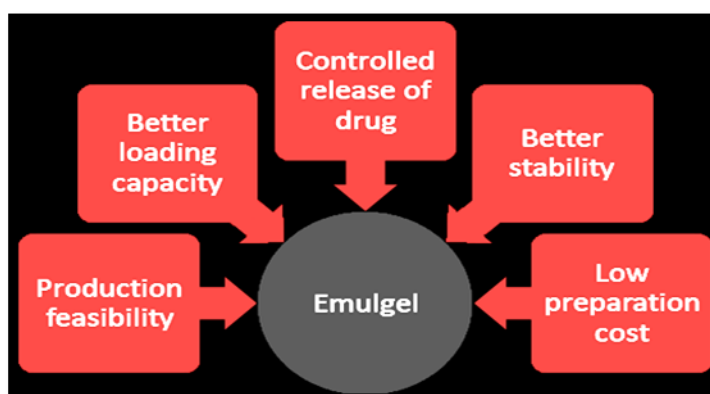 Controlled
release of
drug
Better
loading
capacity
Better
stability
Production
feasibility
Emulgel
Low
preparation
cost